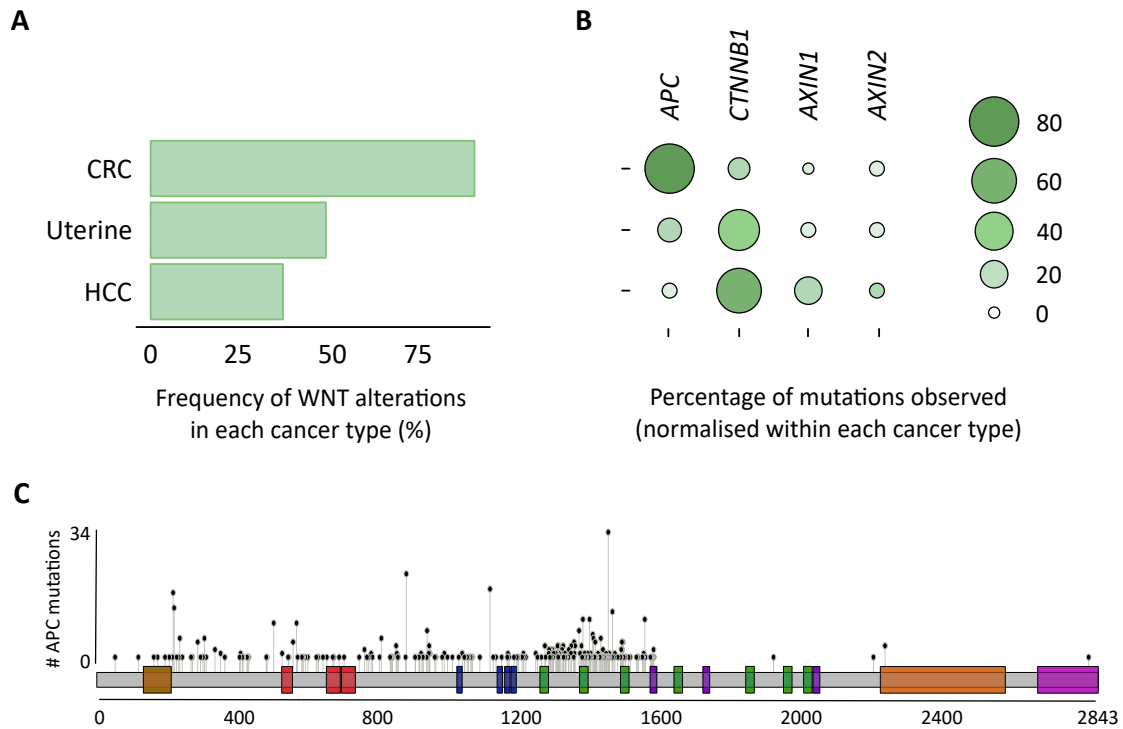 A
CRC
Uterine
HCC
0 25 50 75
Frequency of WNT alterations
in each cancer type (%)
B
APC CTNNB1 AXIN1 AXIN2
80
60
40
20
0
Percentage of mutations observed
(normalised within each cancer type)
C
# APC mutations
34
0
0 400 800 1200 1600 2000 2400 2843